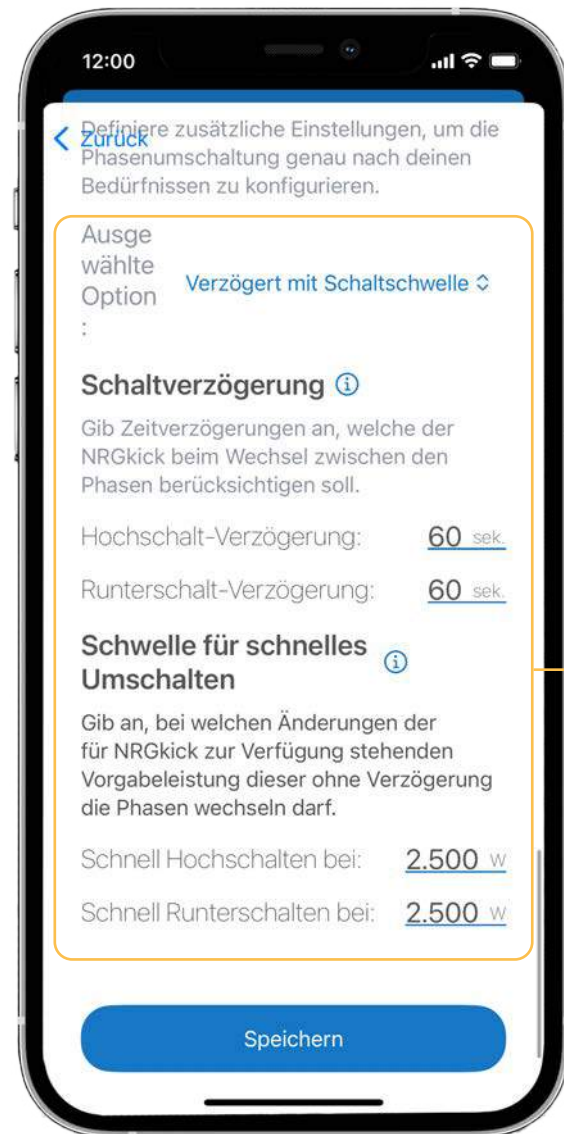 12:00
Definiere zusätzliche Einstellungen, um die
Zurück
Phasenumschaltung genau nach deinen
Bedürfnissen zu konfigurieren.
Ausge
wählte
Option
:
Verzögert mit Schaltschwelle
Schaltverzögerung
Gib Zeitverzögerungen an, welche der
NRGkick beim Wechsel zwischen den
Phasen berücksichtigen soll.
Hochschalt-Verzögerung: 60 sek.
Runterschalt-Verzögerung: 60 sek.
Schwelle für schnelles
Umschalten
Gib an, bei welchen Änderungen der
für NRGkick zur Verfügung stehenden
Vorgabeleistung dieser ohne Verzögerung
die Phasen wechseln darf.
Schnell Hochschalten bei: 2.500 W
Schnell Runterschalten bei: 2.500 W
Speichern